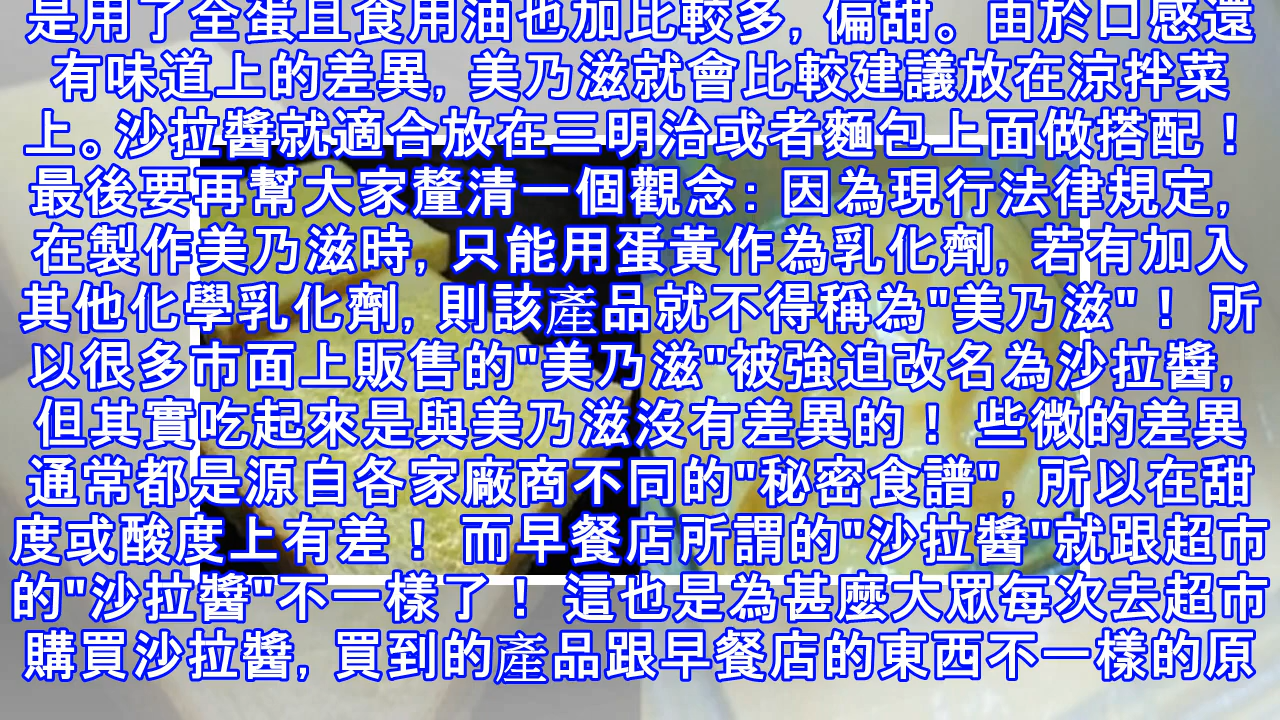 是用了全蛋且食用油也加比較多, 偏甜。由於口感還
有味道上的差異, 美乃滋就會比較建議放在涼拌菜
上。沙拉醬就適合放在三明治或者麵包上面做搭配！
最後要再幫大家釐清一個觀念: 因為現行法律規定,
在製作美乃滋時, 只能用蛋黃作為乳化劑, 若有加入
其他化學乳化劑, 則該產品就不得稱為"美乃滋"！ 所
以很多市面上販售的"美乃滋"被強迫改名為沙拉醬,
但其實吃起來是與美乃滋沒有差異的！ 些微的差異
通常都是源自各家廠商不同的"秘密食譜", 所以在甜
度或酸度上有差！ 而早餐店所謂的"沙拉醬"就跟超市
的"沙拉醬"不一樣了！ 這也是為甚麼大眾每次去超市
購買沙拉醬, 買到的產品跟早餐店的東西不一樣的原